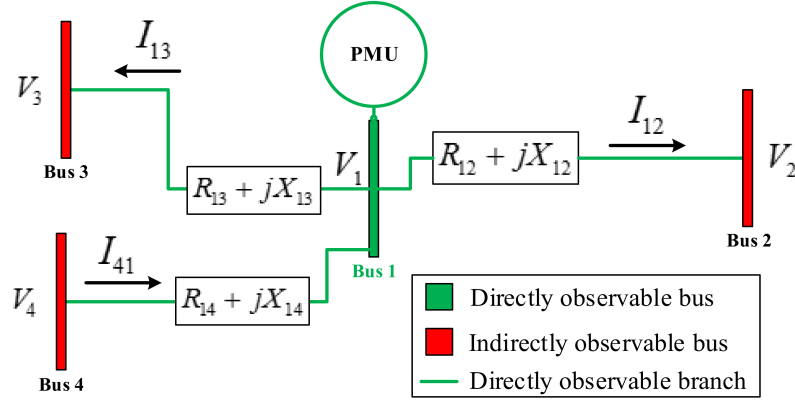 I13
PMU
V3
Bus 3
R13 + jX13
V1
R12 + jX12
I12
V2
Bus 2
I41
V4
R14 + jX14
Bus 4
Bus 1
Directly observable bus
Indirectly observable bus
Directly observable branch